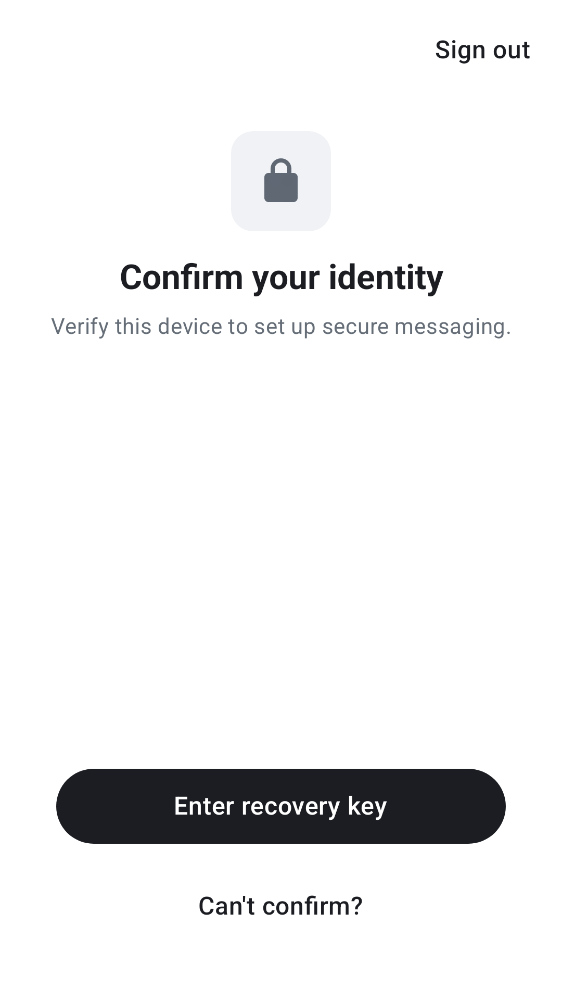 Sign out
Confirm your identity
Verify this device to set up secure messaging.
Enter recovery key
Can't confirm?